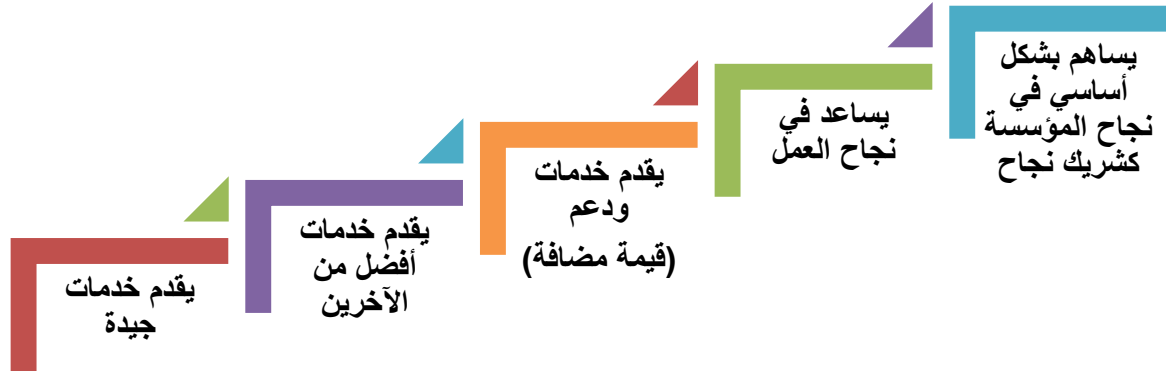 يقدم خدمات
جيدة
يقدم خدمات
أفضل من
الآخرين
يقدم خدمات
ودعم
(قيمة مضافة)
يساعد في
نجاح العمل
يساهم بشكل
أساسي في
نجاح المؤسسة
كشريك نجاح